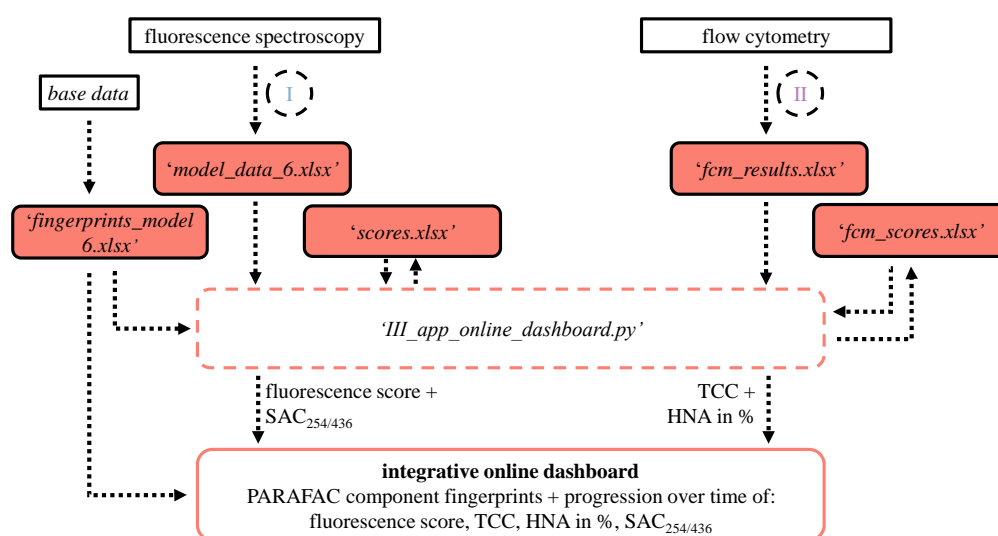 fluorescence spectroscopy
flow cytometry
base data
I
II
‘model_data_6.xlsx’
‘fcm_results.xlsx’
‘fingerprints_model
6.xlsx’
‘scores.xlsx’
‘fcm_scores.xlsx’
‘III_app_online_dashboard.py’
fluorescence score +
SAC254/436
TCC +
HNA in %
integrative online dashboard
PARAFAC component fingerprints + progression over time of:
fluorescence score, TCC, HNA in %, SAC254/436